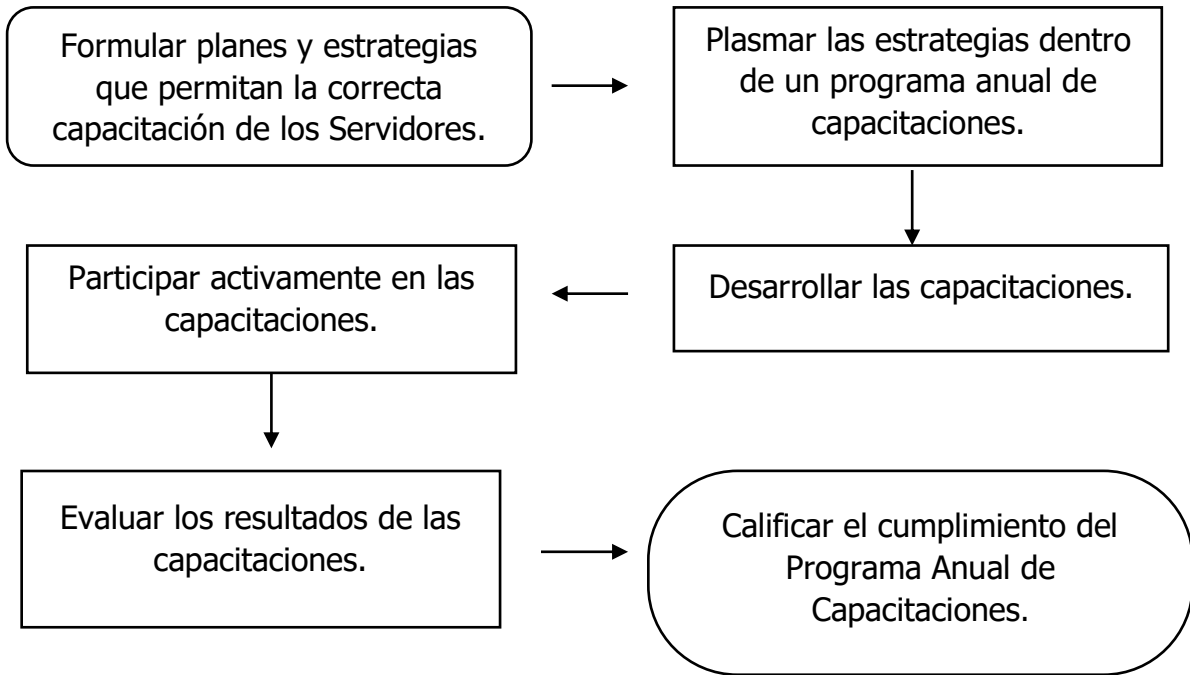 Formular planes y estrategias
que permitan la correcta
capacitación de los Servidores.
Plasmar las estrategias dentro
de un programa anual de
capacitaciones.
Desarrollar las capacitaciones.
Participar activamente en las
capacitaciones.
Evaluar los resultados de las
capacitaciones.
Calificar el cumplimiento del
Programa Anual de
Capacitaciones.